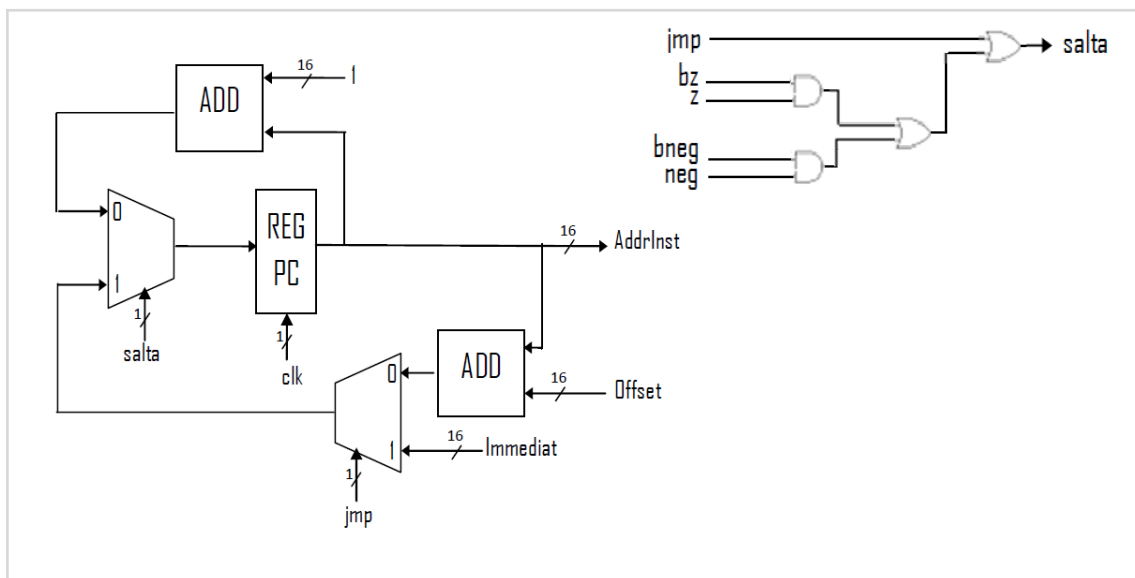 jmp
salta
bz
z
bneg
neg
16
1
ADD
0
REG
PC
16
AddrInst
1
1
salta
1
clk
0
ADD
16
Offset
1
16
Immediat
1
jmp